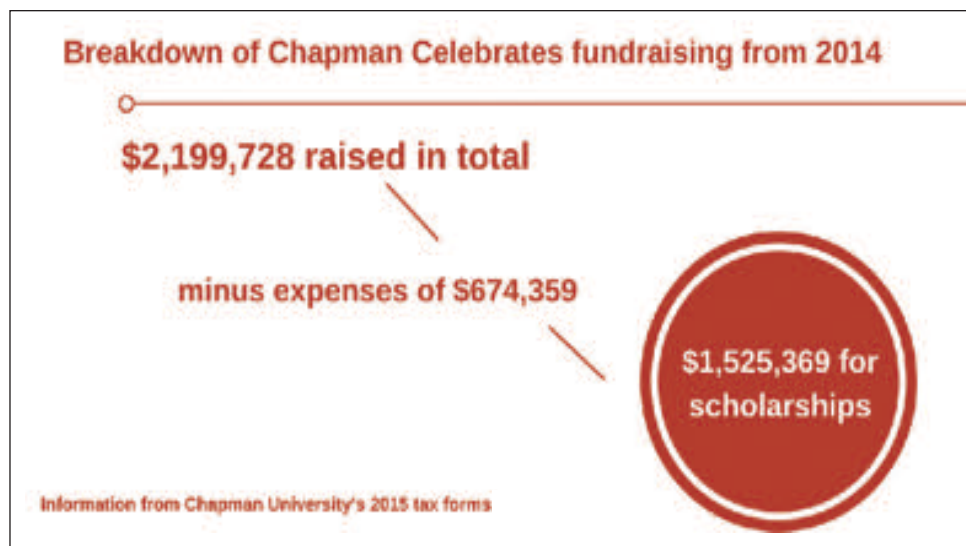 Breakdown of Chapman Celebrates fundraising from 2014
$2,199,728 raised in total
minus expenses of $674,359
$1,525,369 for
scholarships
Information from Chapman University's 2015 tax forms